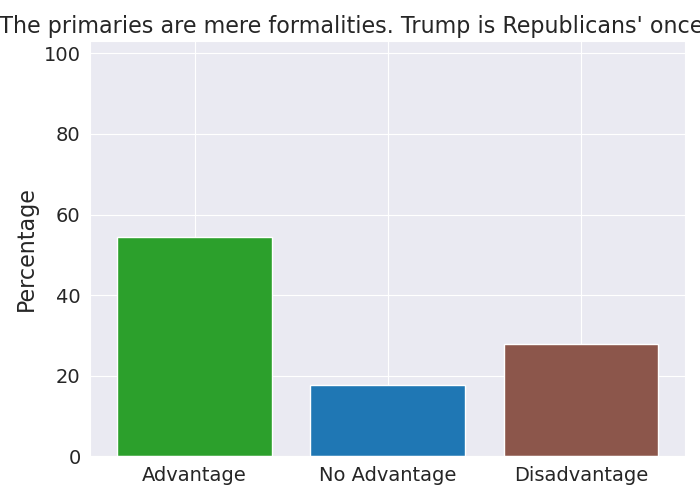 The primaries are mere formalities. Trump is Republicans' once
100
80
60
40
20
0
Percentage
Advantage
No Advantage
Disadvantage